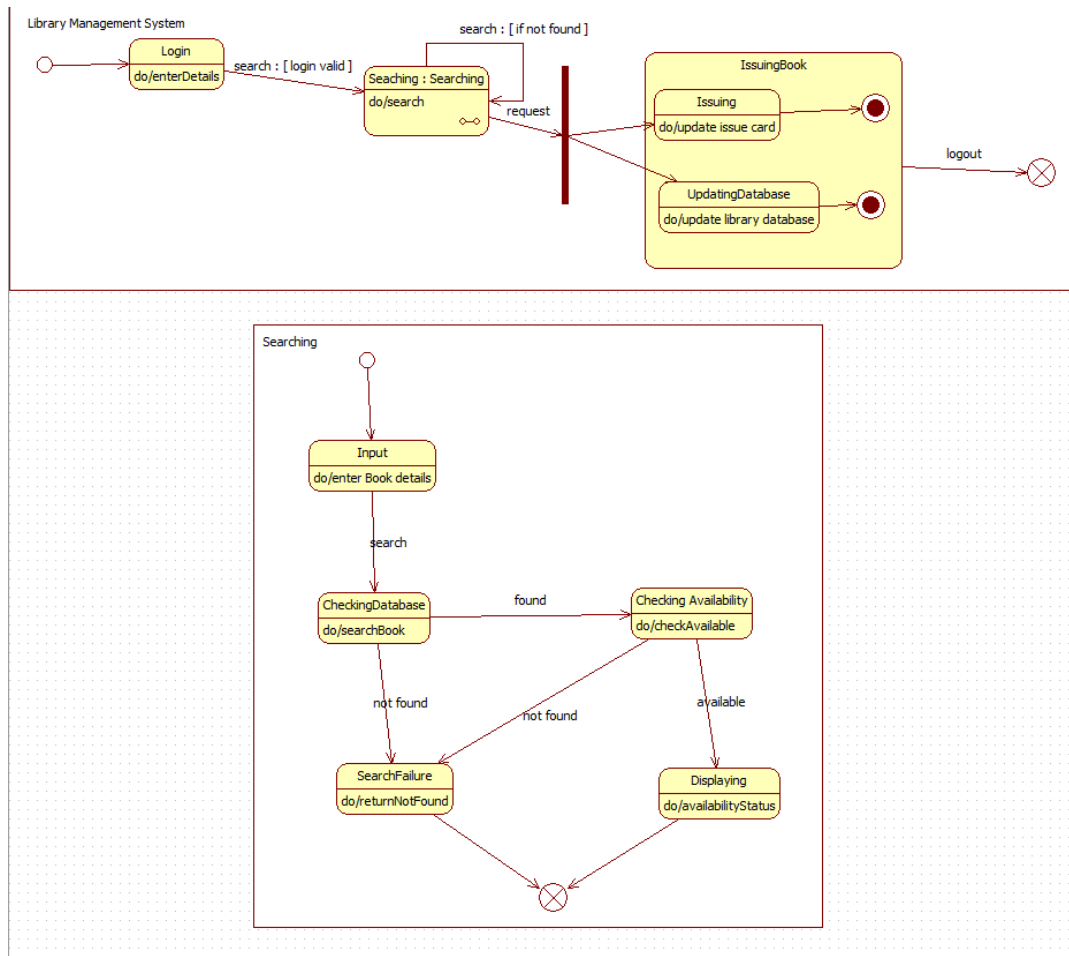 Library Management System
search : [ if not found ]
Login
do/enterDetails
search : [ login valid ]
Seaching : Searching
do/search
request
IssuingBook
Issuing
do/update issue card
UpdatingDatabase
do/update library database
logout
Searching
Input
do/enter Book details
search
CheckingDatabase
do/searchBook
found
Checking Availability
do/checkAvailable
not found
not found
available
SearchFailure
do/returnNotFound
Displaying
do/availabilityStatus